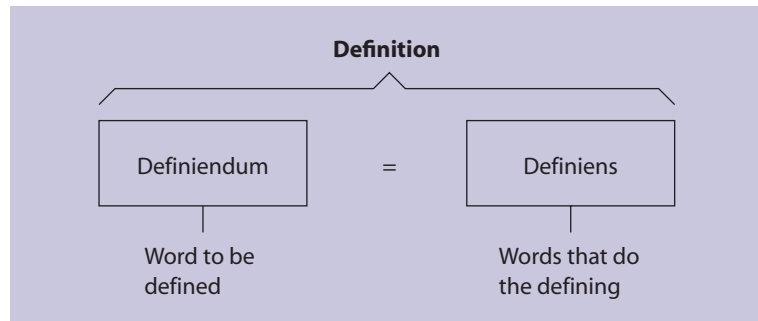 Definition
Definiendum = Definiens
Word to be Words that do
defined the defining